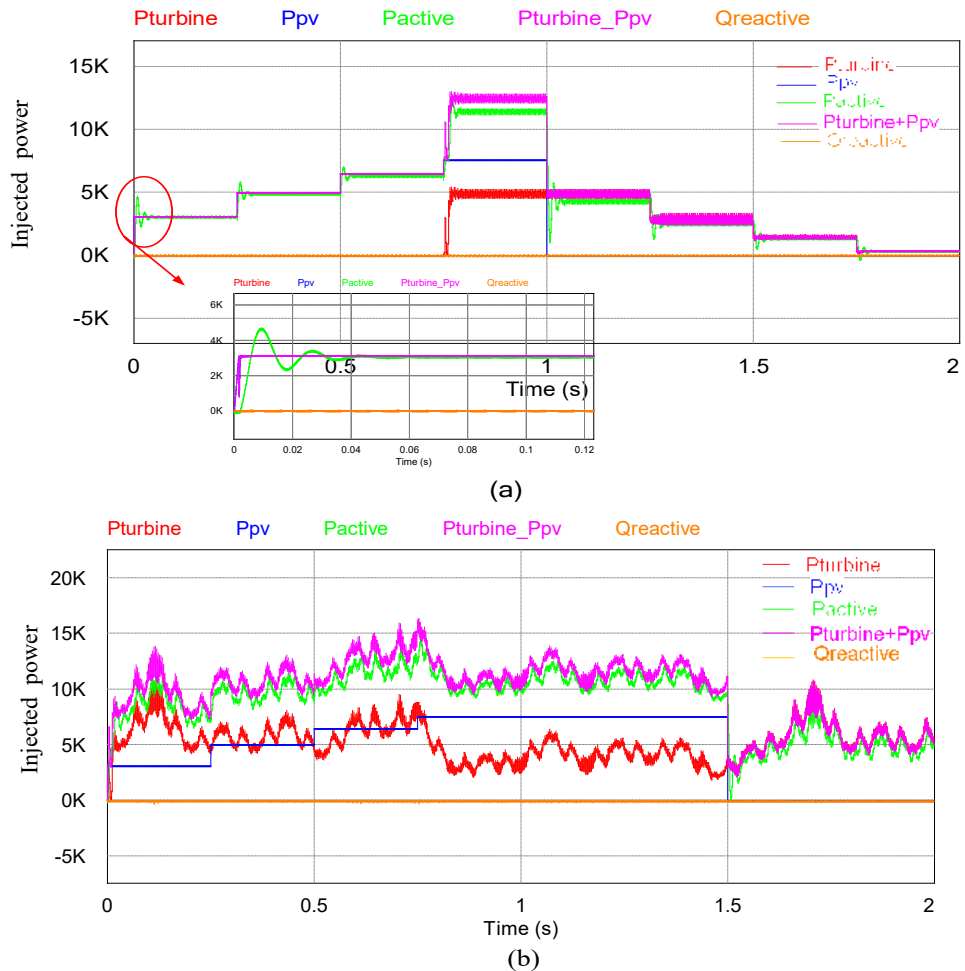 Pturbine Ppv Pactive Pturbine_Ppv Qreactive
15K
10K
5K
0K
-5K
Injected power
Pturbine
Ppv
Pactive
Pturbine+Ppv
Qreactive
0 0.5 1 1.5 2
Time (s)
Pturbine Ppv Pactive Pturbine_Ppv Qreactive
6K
4K
2K
0K
0 0.02 0.04 0.06 0.08 0.1 0.12
Time (s)
(a)
Pturbine Ppv Pactive Pturbine_Ppv Qreactive
20K
15K
10K
5K
0K
-5K
Injected power
Pturbine
Ppv
Pactive
Pturbine+Ppv
Qreactive
0 0.5 1 1.5 2
Time (s)
(b)